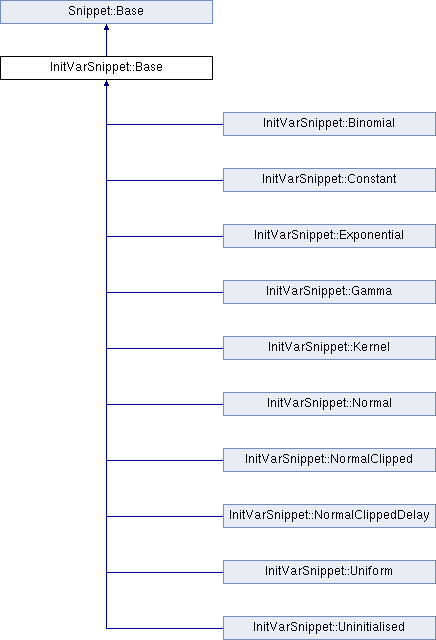 Snippet::Base
InitVarSnippet::Base
InitVarSnippet::Binomial
InitVarSnippet::Constant
InitVarSnippet::Exponential
InitVarSnippet::Gamma
InitVarSnippet::Kernel
InitVarSnippet::Normal
InitVarSnippet::NormalClipped
InitVarSnippet::NormalClippedDelay
InitVarSnippet::Uniform
InitVarSnippet::Uninitialised